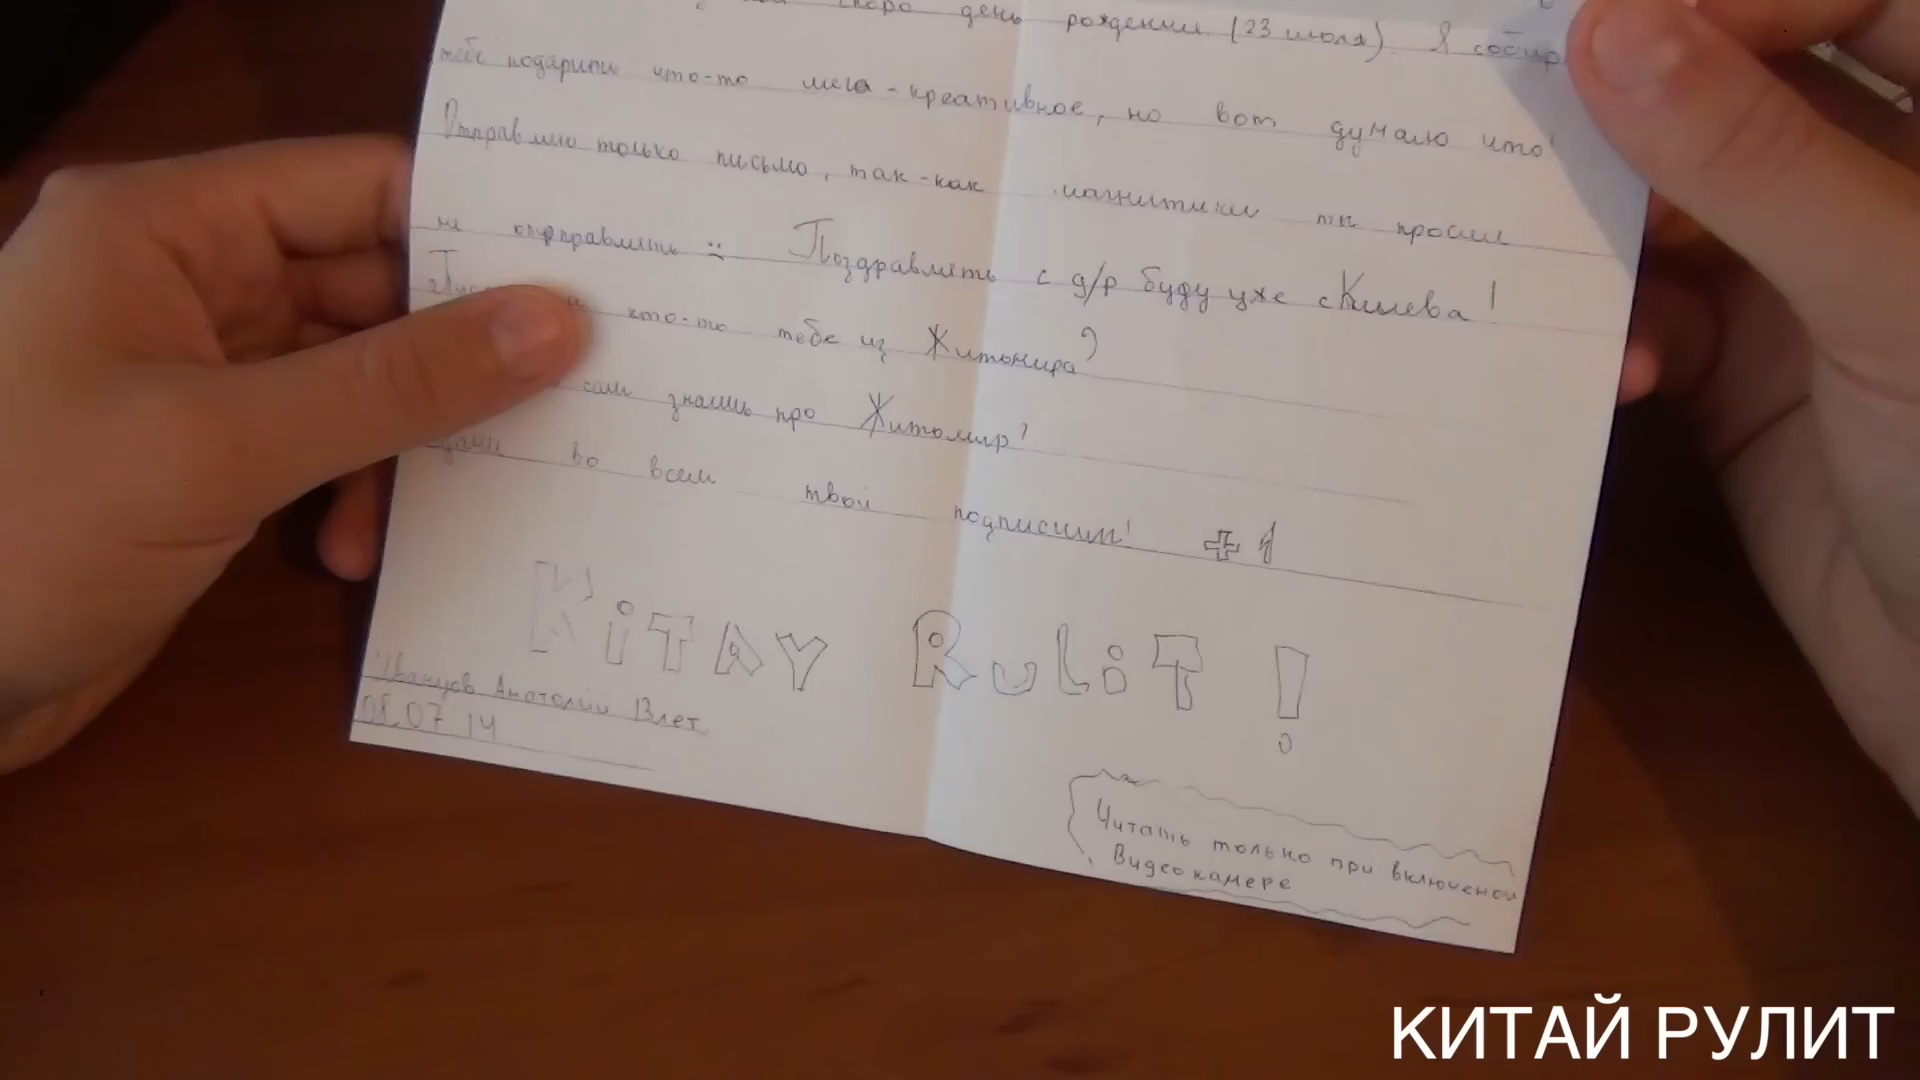 скоро день рождения (23 июля). Я собир
тебе подарить что-то мега-креативное, но вот думаю что!
Отправлю только письмо, так-как магнитики ты просил
не отправлять :( Поздравлять с д/р буду уже с Киева!
кто-то тебе из Житомира?
сам знаешь про Житомир?
во всем твой подписчик! + 1
KiTAY RuLiT !
Анатолий 13 лет
08.07 14
Читать только при включеной
Видеокамере
КИТАЙ РУЛИТ